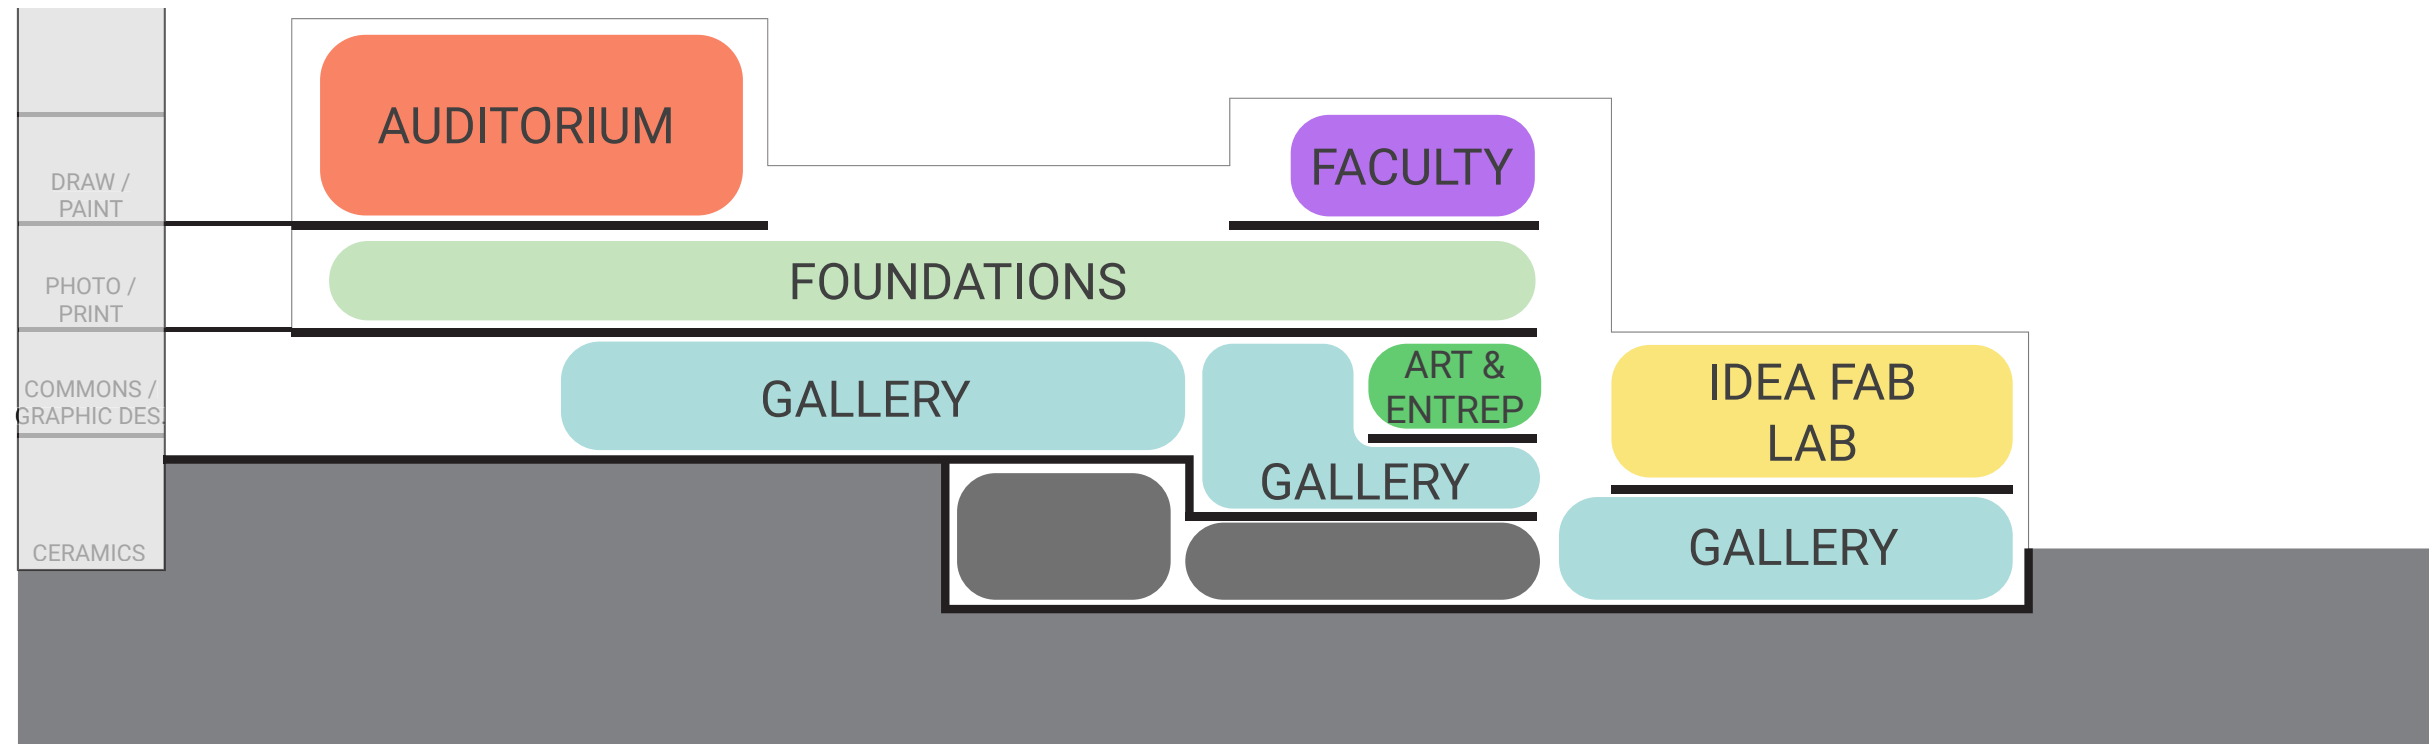 DRAW /
PAINT
PHOTO /
PRINT
COMMONS /
GRAPHIC DES.
CERAMICS
AUDITORIUM
FACULTY
FOUNDATIONS
GALLERY
ART &
ENTREP
GALLERY
IDEA FAB
LAB
GALLERY